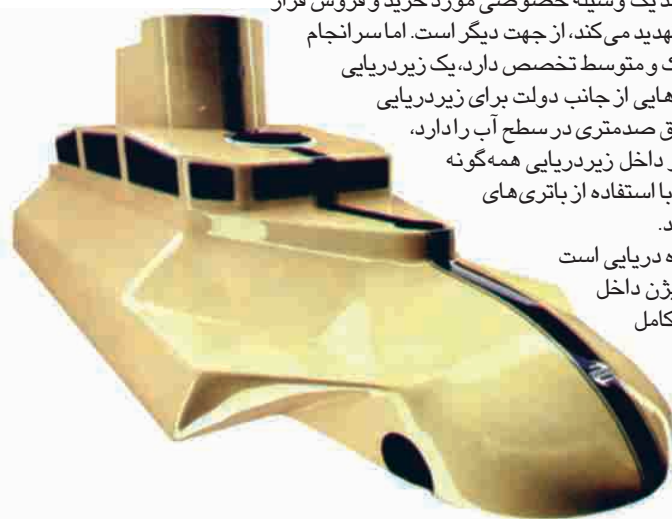 یک وسیله خصوصی مورد خرید و فروش قرار
تهدید می‌کند، از جهت دیگر است. اما سرانجام
و متوسط تخصص دارد، یک زیردریایی
هایی از جانب دولت برای زیردریایی
صدمتری در سطح آب را دارد،
داخل زیردریایی همه‌گونه
با استفاده از باتری‌های
د.
ه دریایی است
ژن داخل
کامل